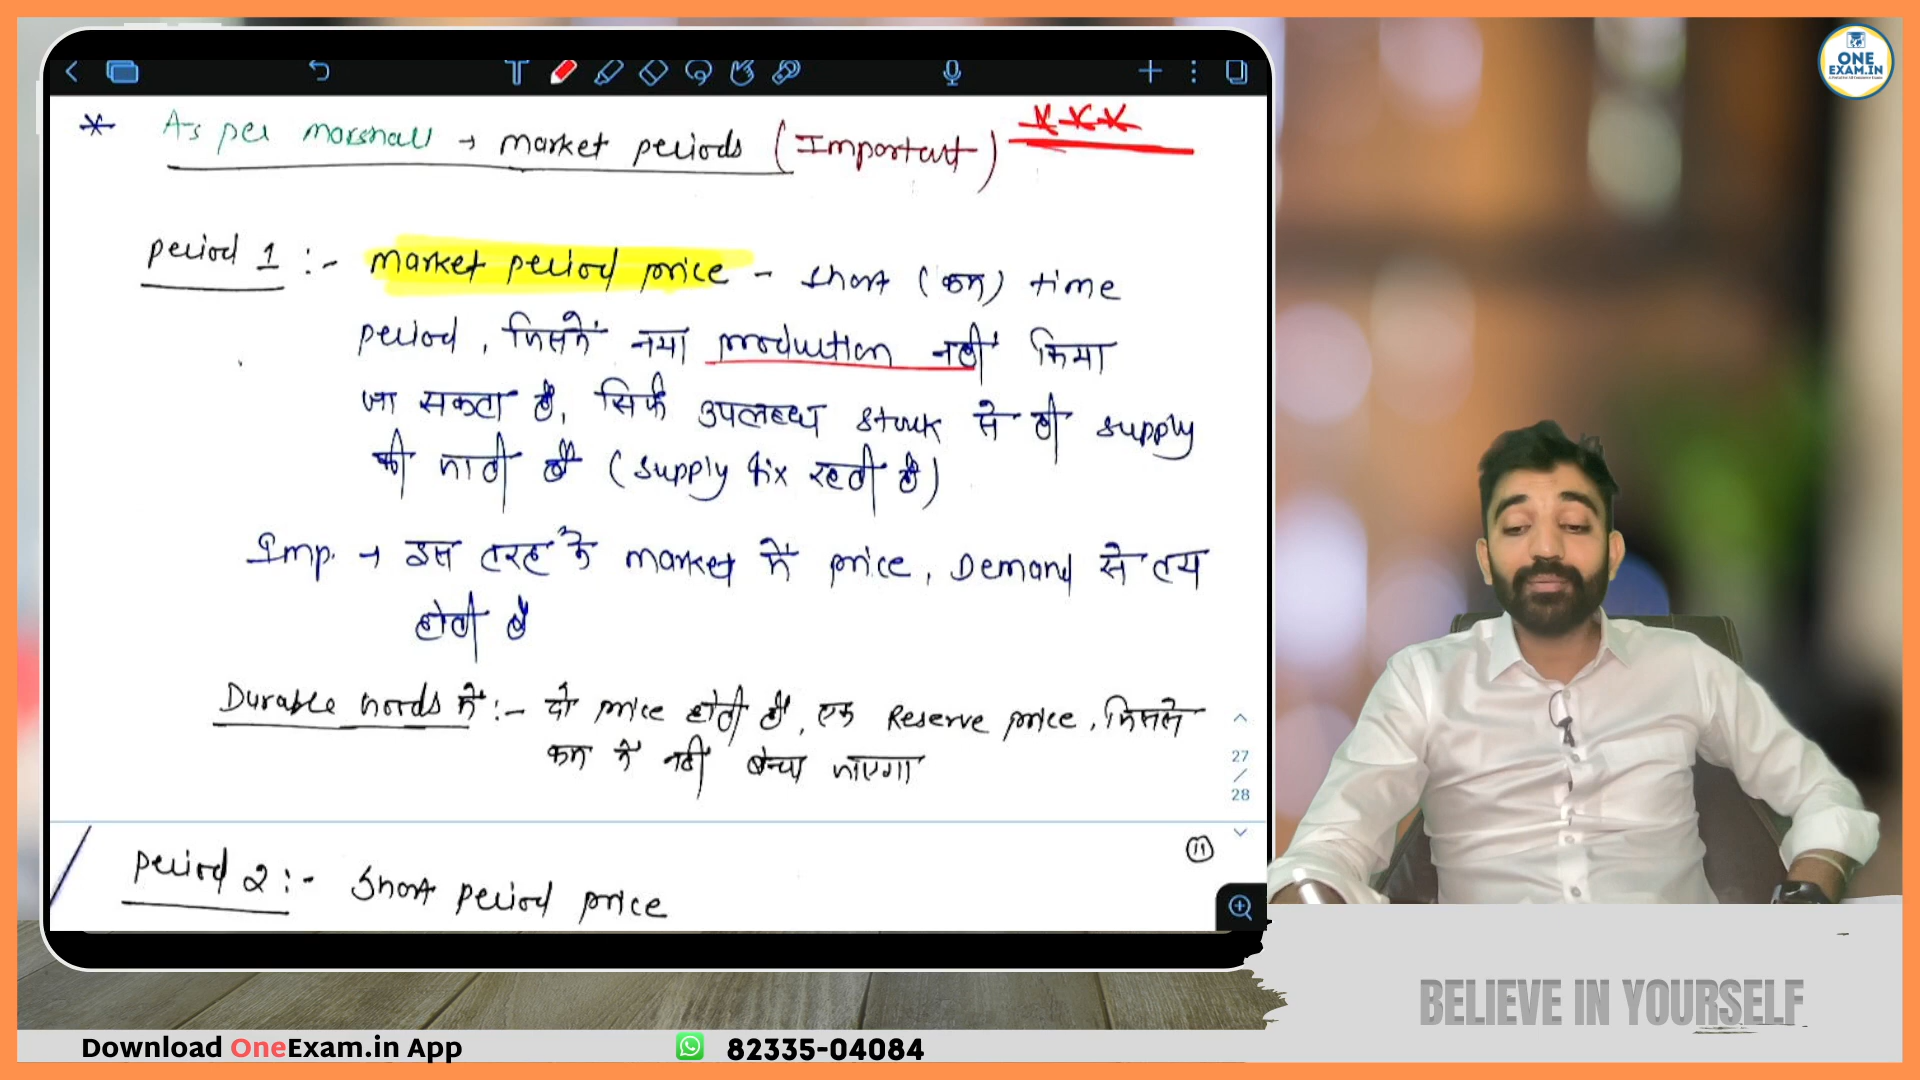 ONE
EXAM.IN
* As per marshall → market periods (Important) ***
Period 1 :- market period price - short (कम) time
period, जिसमें नया production नहीं किया
जा सकता है, सिर्फ उपलब्ध stock से ही supply
की जाती है (supply fix रहती है)
Imp. → इस तरह के market में price, Demand से तय
होती है
Durable goods में :- दो price होती है, एक Reserve price, जिससे
कम में नहीं बेचा जाएगा
27
/
28
11
Period 2 :- Short period price
BELIEVE IN YOURSELF
Download OneExam.in App
82335-04084